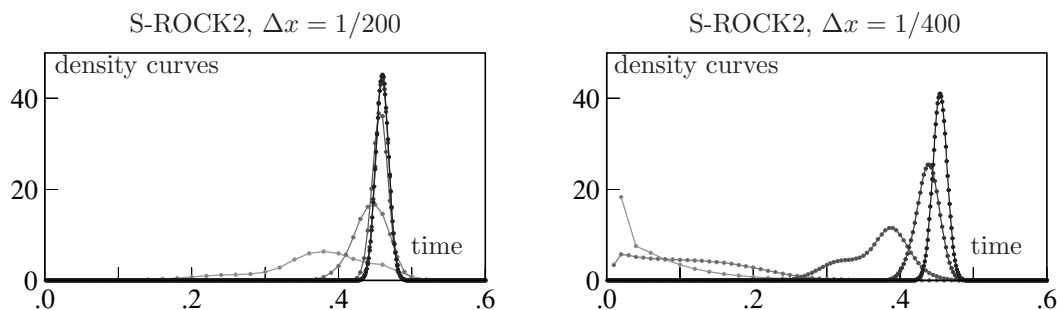 S-ROCK2, Δx = 1/200
density curves
40
20
0
time
.0
.2
.4
.6
S-ROCK2, Δx = 1/400
density curves
40
20
0
time
.0
.2
.4
.6